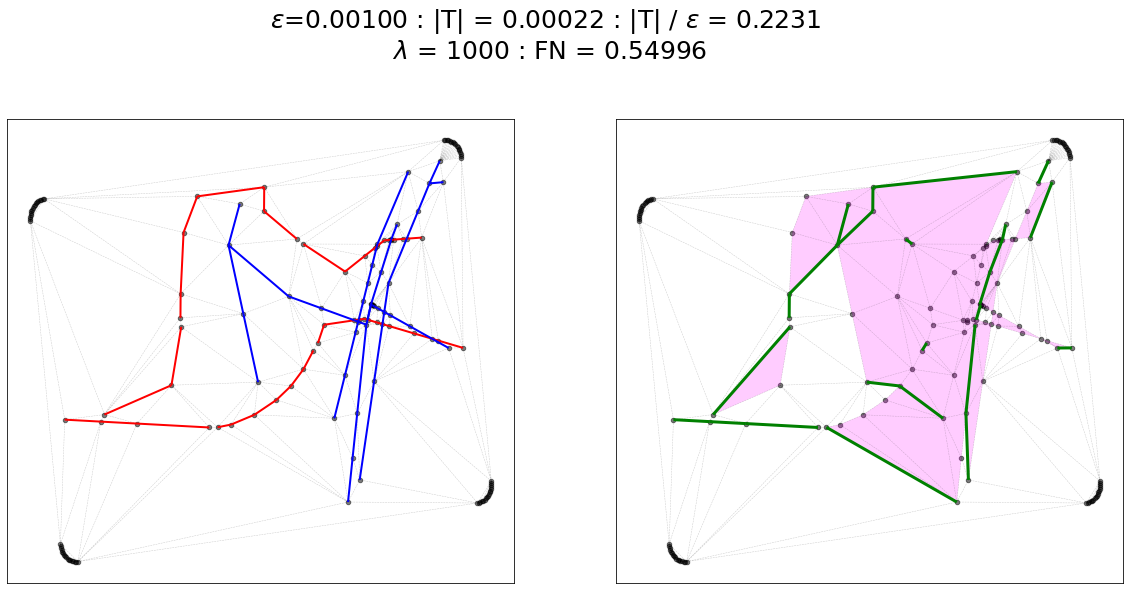 ε=0.00100 : |T| = 0.00022 : |T| / ε = 0.2231
λ = 1000 : FN = 0.54996